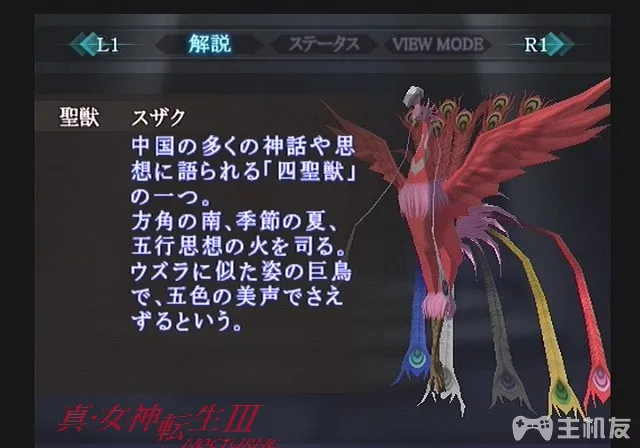 L1 解説 ステータス VIEW MODE R1
聖獣 スザク
中国の多くの神話や思
想に語られる「四聖獣」
の一つ。
方角の南、季節の夏、
五行思想の火を司る。
ウズラに似た姿の巨鳥
で、五色の美声でさえ
ずるという。
真・女神転生III
NOCTURNE
主机友